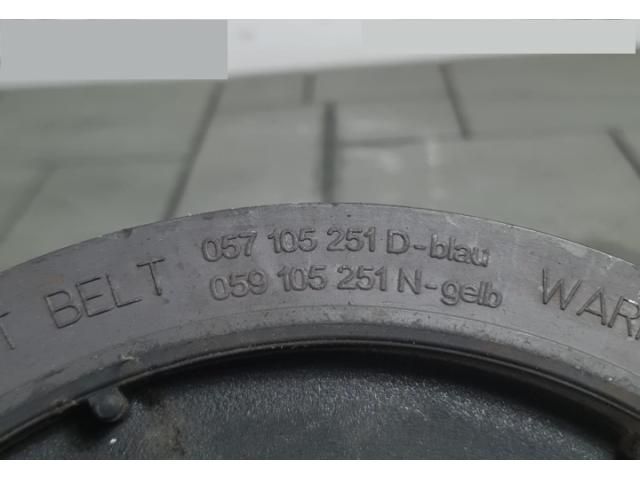 T BELT
057 105 251 D-blau
059 105 251 N-gelb
WAR